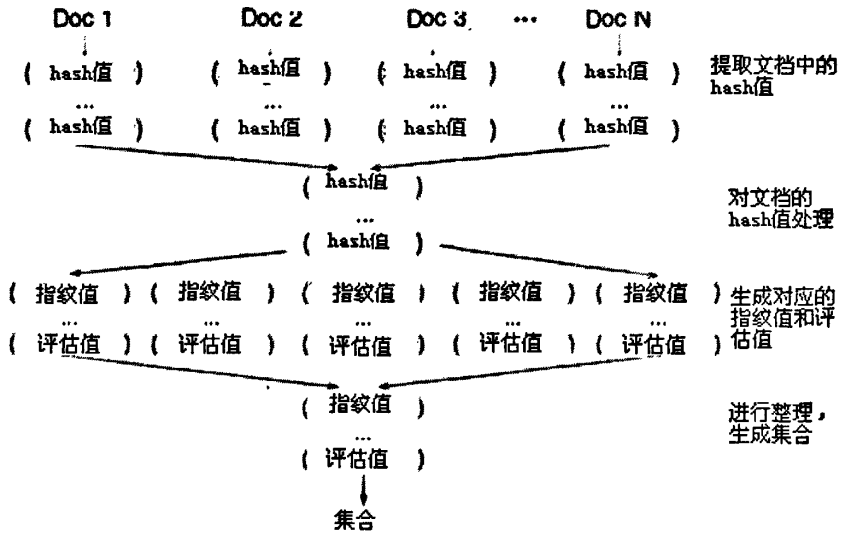 Doc 1 Doc 2 Doc 3 ... Doc N
( hash值 ) ( hash值 ) ( hash值 ) ( hash值 ) 提取文档中的
hash值
... ... ... ...
( hash值 ) ( hash值 ) ( hash值 ) ( hash值 )
( hash值 )
... 对文档的
hash值处理
( hash值 )
( 指纹值 ) ( 指纹值 ) ( 指纹值 ) ( 指纹值 ) ( 指纹值 ) 生成对应的
... ... ... ... ... 指纹值和评
( 评估值 ) ( 评估值 ) ( 评估值 ) ( 评估值 ) ( 评估值 ) 估值
( 指纹值 ) 进行整理，
... 生成集合
( 评估值 )
集合